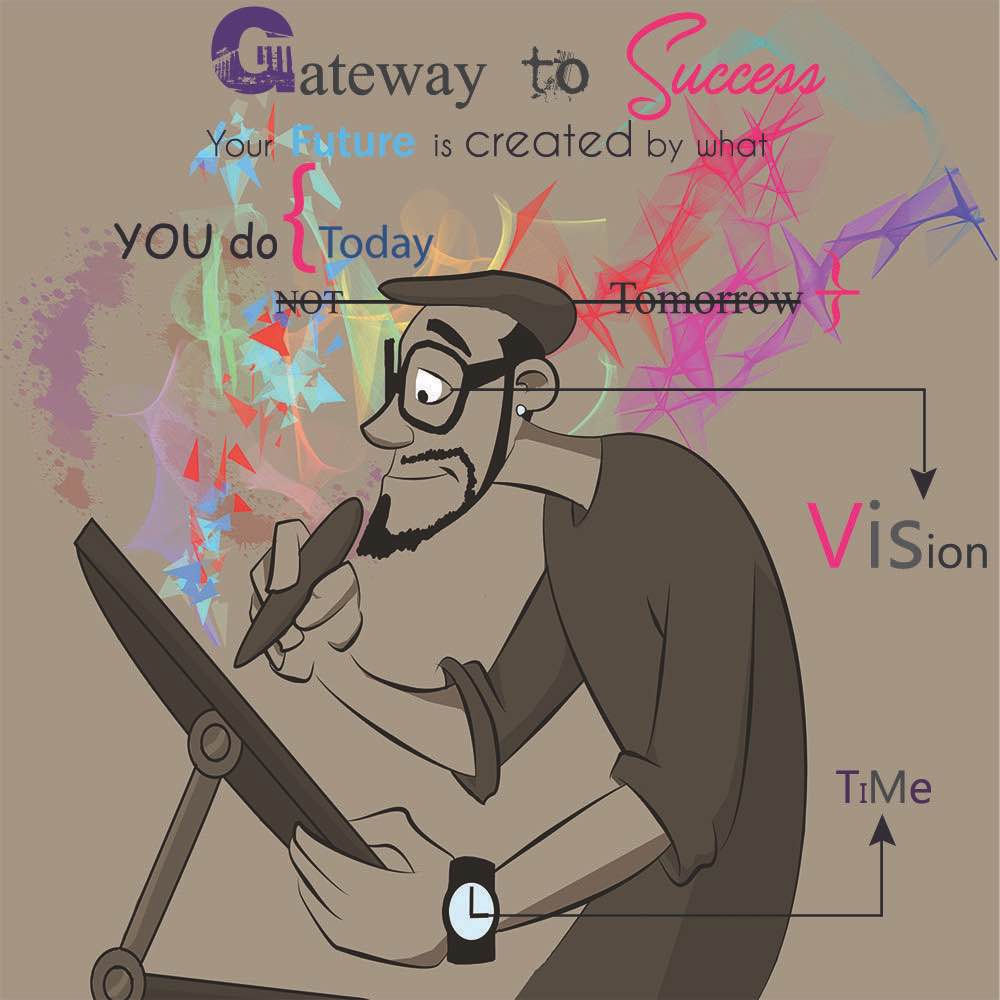 Gateway to Success
Your Future is created by what
YOU do { Today
NOT Tomorrow }
ViSion
TIMe